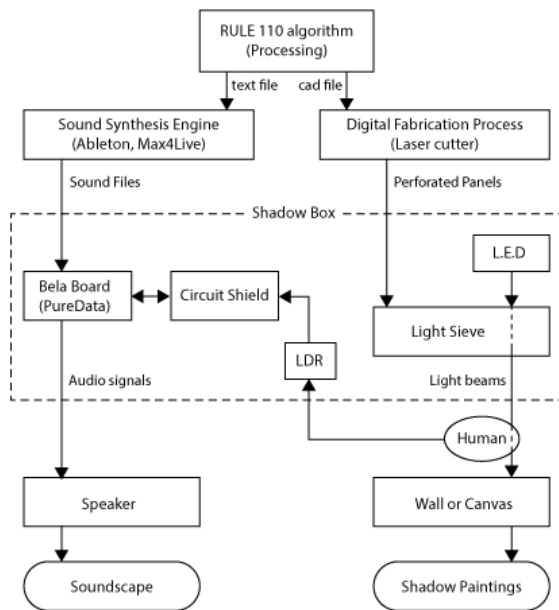 RULE 110 algorithm
(Processing)
text file
cad file
Sound Synthesis Engine
(Ableton, Max4Live)
Digital Fabrication Process
(Laser cutter)
Sound Files
Perforated Panels
Shadow Box
L.E.D
Bela Board
(PureData)
Circuit Shield
Light Sieve
LDR
Audio signals
Light beams
Human
Speaker
Wall or Canvas
Soundscape
Shadow Paintings